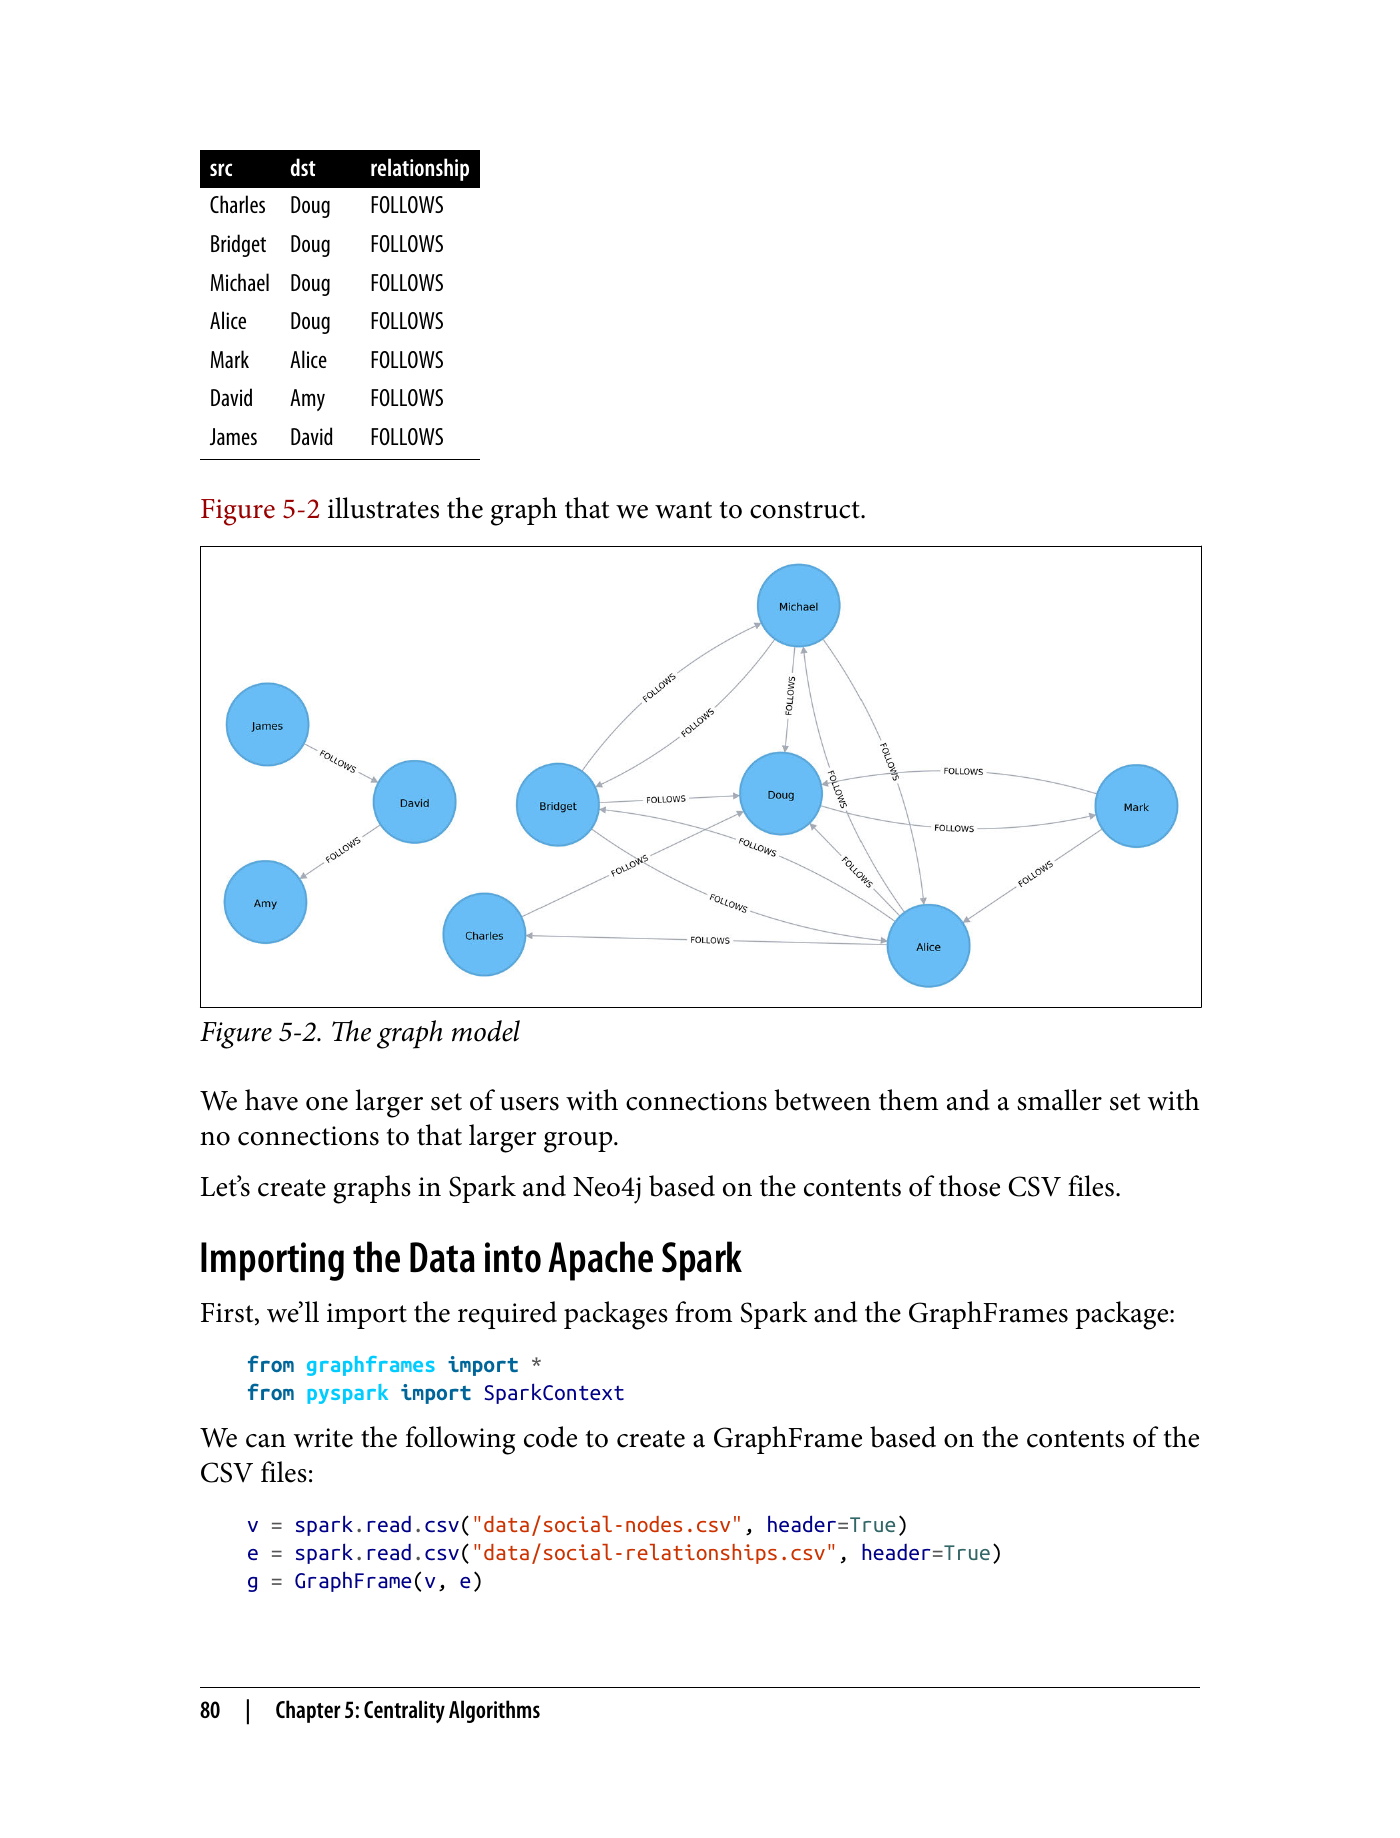 src dst relationship
Charles Doug FOLLOWS
Bridget Doug FOLLOWS
Michael Doug FOLLOWS
Alice Doug FOLLOWS
Mark Alice FOLLOWS
David Amy FOLLOWS
James David FOLLOWS
Figure 5-2 illustrates the graph that we want to construct.
Michael
FOLLOWS
FOLLOWS
FOLLOWS
James
FOLLOWS
FOLLOWS
FOLLOWS
FOLLOWS
David
Bridget
FOLLOWS
Doug
FOLLOWS
Mark
FOLLOWS
FOLLOWS
FOLLOWS
FOLLOWS
FOLLOWS
FOLLOWS
Amy
FOLLOWS
Charles
FOLLOWS
Alice
Figure 5-2. The graph model
We have one larger set of users with connections between them and a smaller set with
no connections to that larger group.
Let’s create graphs in Spark and Neo4j based on the contents of those CSV files.
Importing the Data into Apache Spark
First, we’ll import the required packages from Spark and the GraphFrames package:
from graphframes import *
from pyspark import SparkContext
We can write the following code to create a GraphFrame based on the contents of the
CSV files:
v = spark.read.csv("data/social-nodes.csv", header=True)
e = spark.read.csv("data/social-relationships.csv", header=True)
g = GraphFrame(v, e)
80 | Chapter 5: Centrality Algorithms